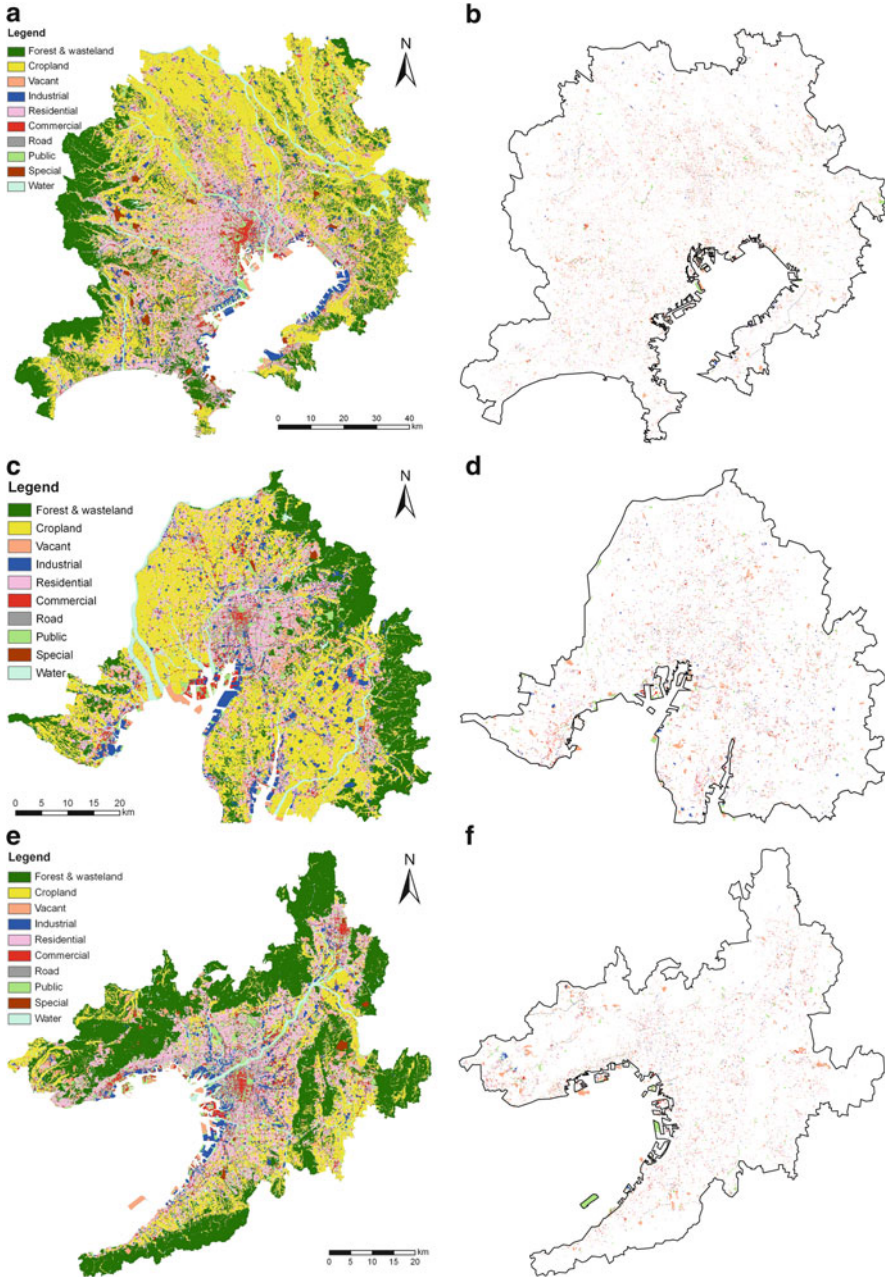 a
b
Legend
Forest & wasteland
Cropland
Vacant
Industrial
Residential
Commercial
Road
Public
Special
Water
N
0 10 20 30 40
km
c
d
Legend
Forest & wasteland
Cropland
Vacant
Industrial
Residential
Commercial
Road
Public
Special
Water
N
0 5 10 15 20
km
e
f
Legend
Forest & wasteland
Cropland
Vacant
Industrial
Residential
Commercial
Road
Public
Special
Water
N
0 5 10 15 20
km